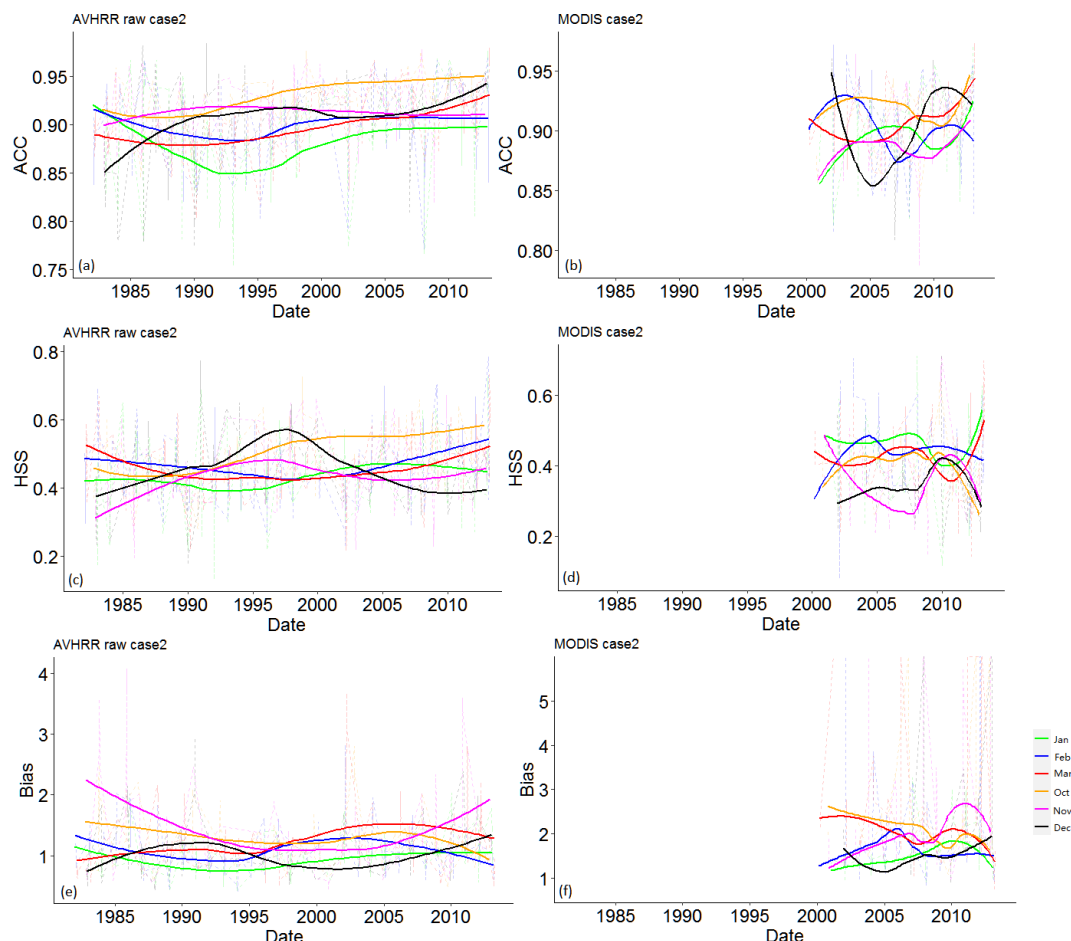 AVHRR raw case2
MODIS case2
0.95
0.90
0.85
0.80
0.75
ACC
(a)
1985 1990 1995 2000 2005 2010
Date
0.95
0.90
0.85
0.80
ACC
(b)
1985 1990 1995 2000 2005 2010
Date
AVHRR raw case2
MODIS case2
0.8
0.6
0.4
0.2
HSS
(c)
1985 1990 1995 2000 2005 2010
Date
0.6
0.4
0.2
HSS
(d)
1985 1990 1995 2000 2005 2010
Date
AVHRR raw case2
MODIS case2
4
3
2
1
Bias
(e)
1985 1990 1995 2000 2005 2010
Date
5
4
3
2
1
Bias
(f)
1985 1990 1995 2000 2005 2010
Date
Jan
Feb
Mar
Oct
Nov
Dec